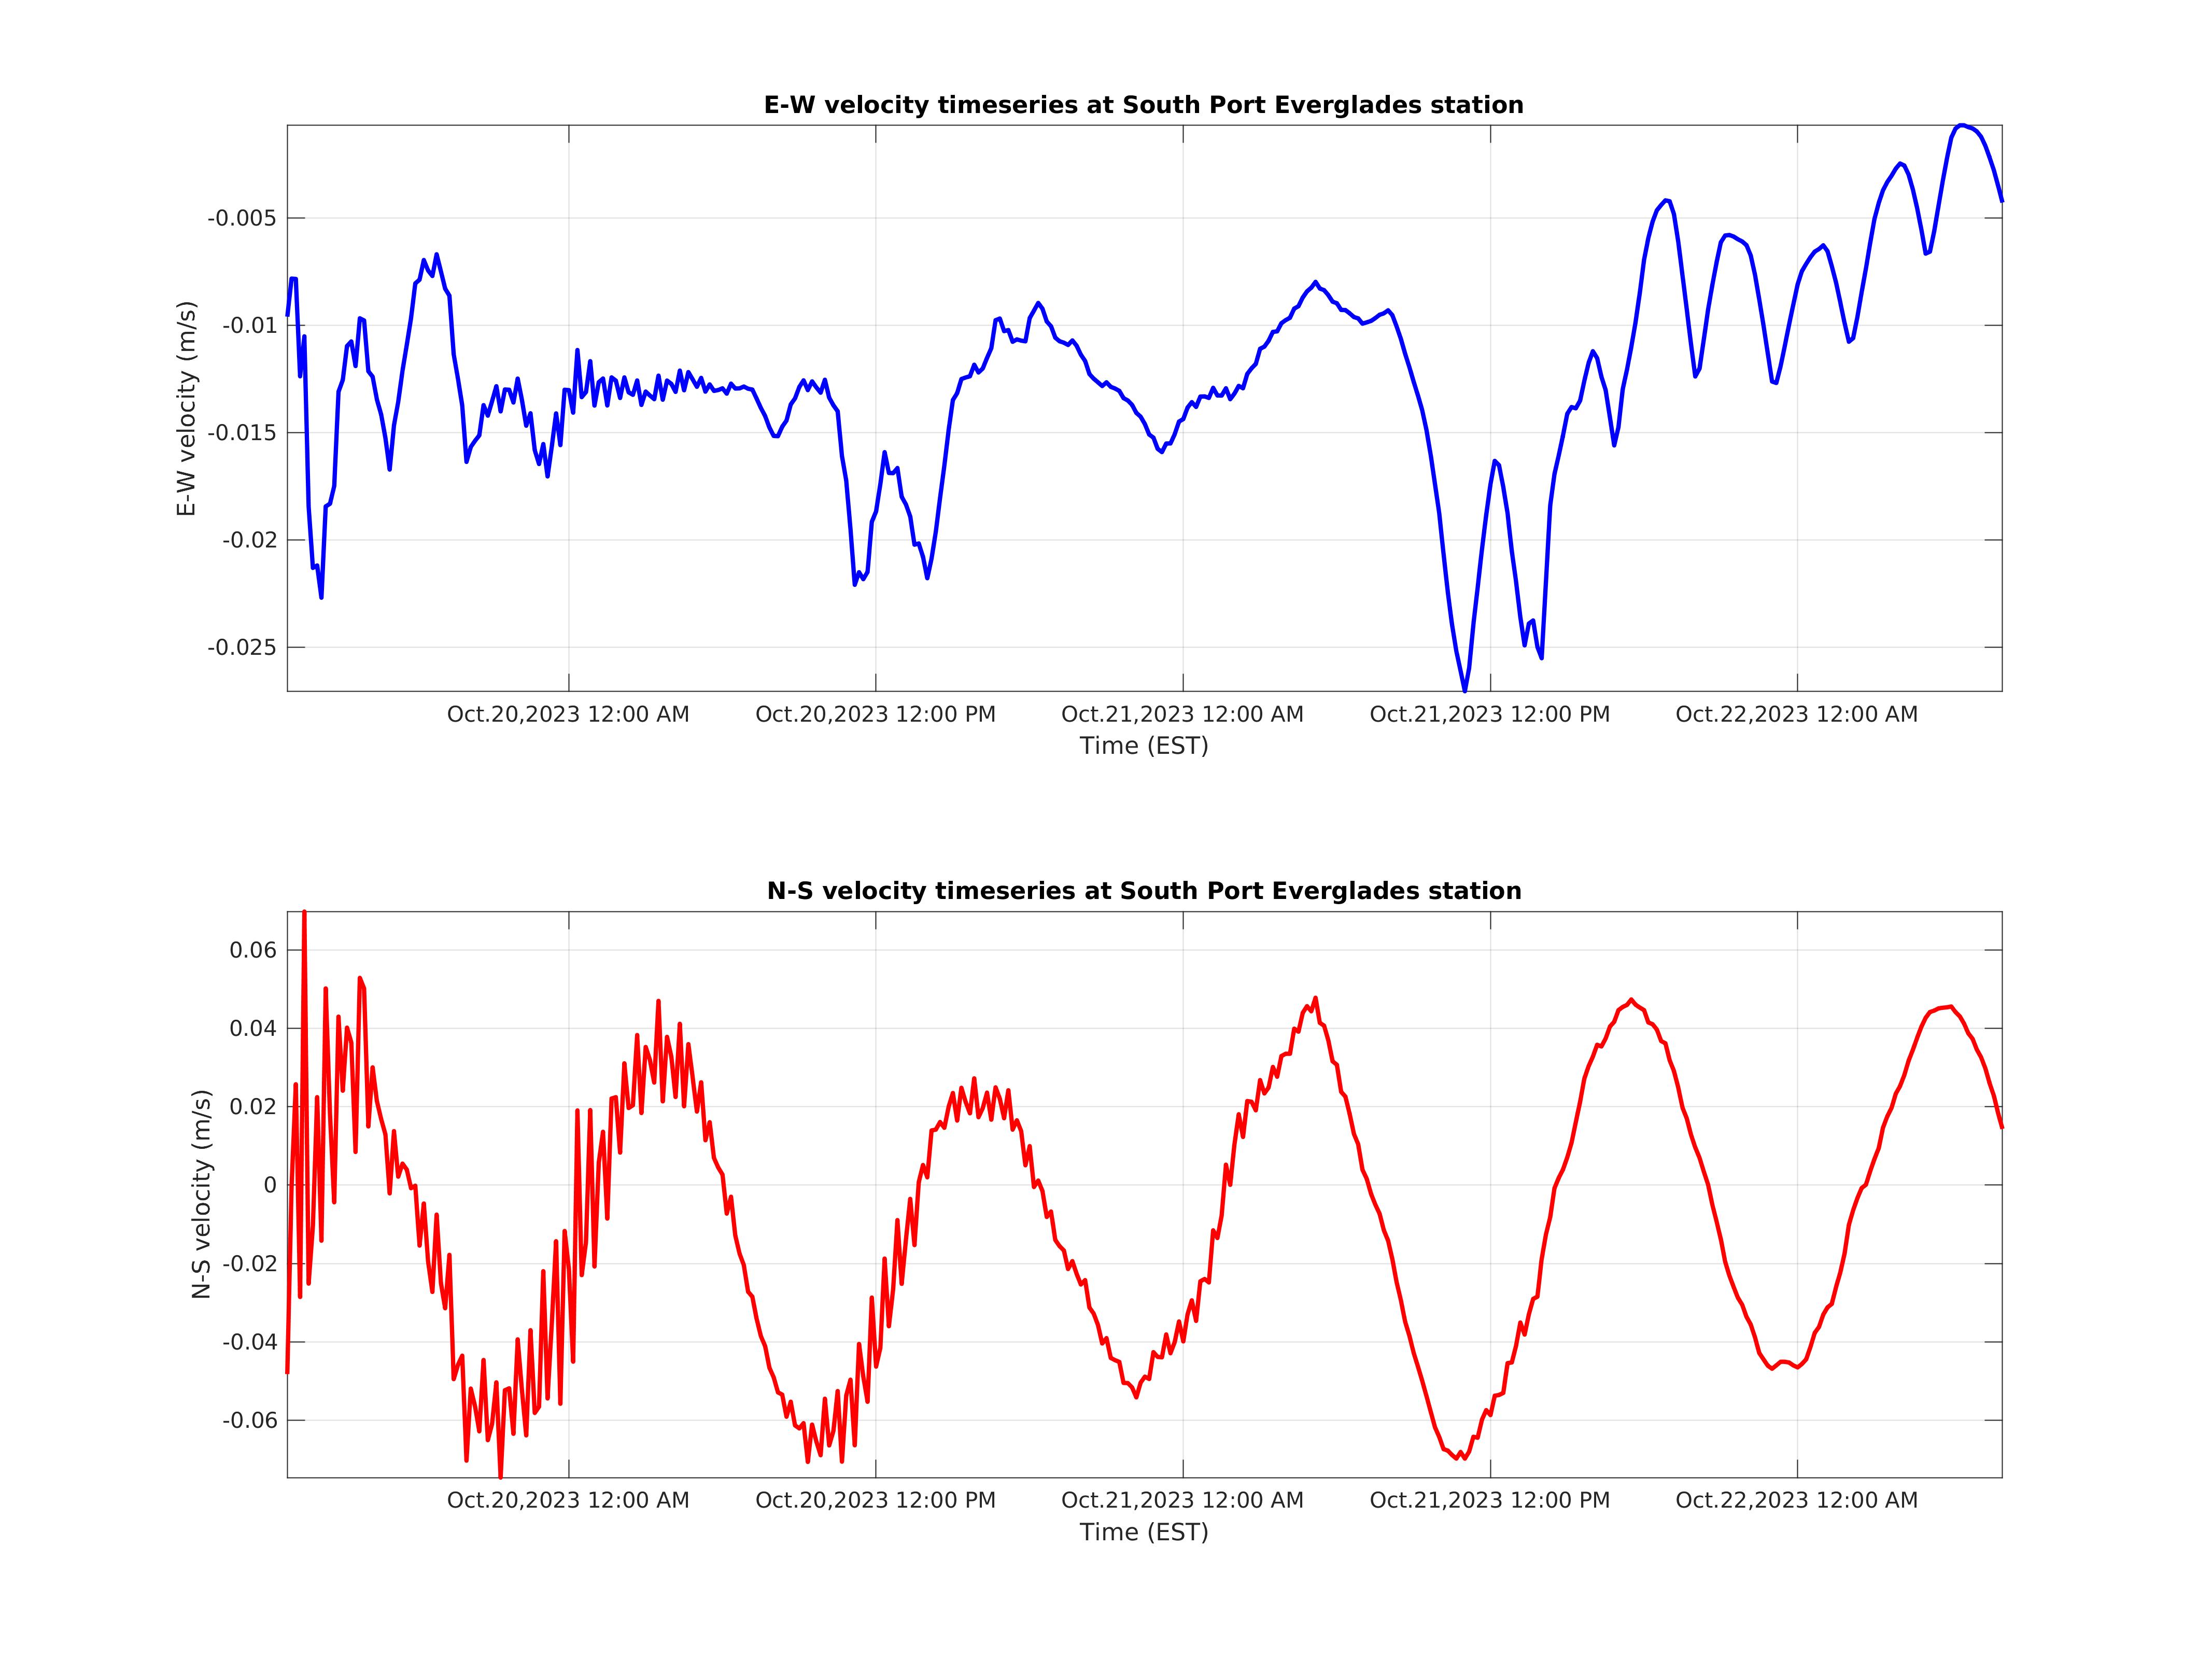 E-W velocity timeseries at South Port Everglades station
E-W velocity (m/s)
-0.005
-0.01
-0.015
-0.02
-0.025
Oct.20,2023 12:00 AM
Oct.20,2023 12:00 PM
Oct.21,2023 12:00 AM
Oct.21,2023 12:00 PM
Oct.22,2023 12:00 AM
Time (EST)
N-S velocity timeseries at South Port Everglades station
N-S velocity (m/s)
0.06
0.04
0.02
0
-0.02
-0.04
-0.06
Oct.20,2023 12:00 AM
Oct.20,2023 12:00 PM
Oct.21,2023 12:00 AM
Oct.21,2023 12:00 PM
Oct.22,2023 12:00 AM
Time (EST)